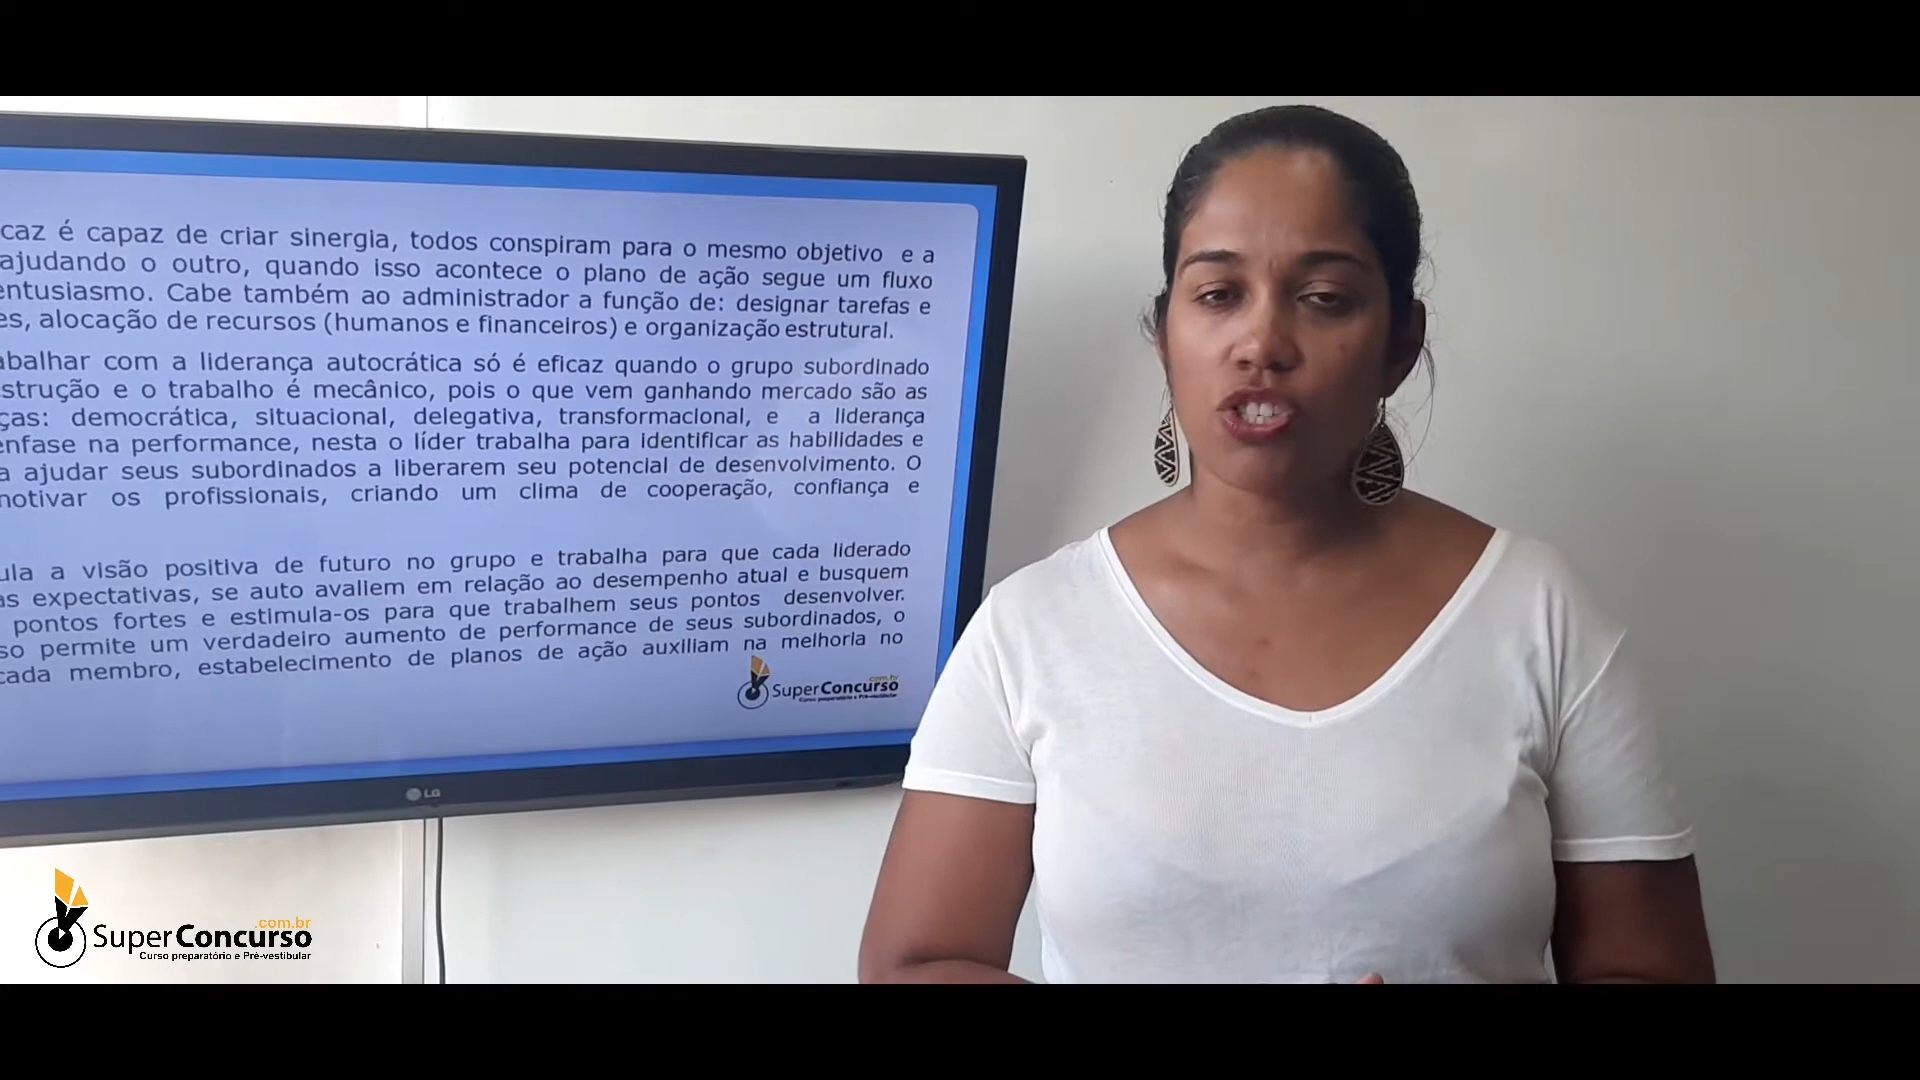 caz é capaz de criar sinergia, todos conspiram para o mesmo objetivo e a
ajudando o outro, quando isso acontece o plano de ação segue um fluxo
entusiasmo. Cabe também ao administrador a função de: designar tarefas e
es, alocação de recursos (humanos e financeiros) e organização estrutural.
abalhar com a liderança autocrática só é eficaz quando o grupo subordinado
strução e o trabalho é mecânico, pois o que vem ganhando mercado são as
ças: democrática, situacional, delegativa, transformacional, e a liderança
enfase na performance, nesta o líder trabalha para identificar as habilidades e
a ajudar seus subordinados a liberarem seu potencial de desenvolvimento. O
motivar os profissionais, criando um clima de cooperação, confiança e
ula a visão positiva de futuro no grupo e trabalha para que cada liderado
as expectativas, se auto avaliem em relação ao desempenho atual e busquem
pontos fortes e estimula-os para que trabalhem seus pontos desenvolver.
so permite um verdadeiro aumento de performance de seus subordinados, o
cada membro, estabelecimento de planos de ação auxiliam na melhoria no
.com.br
SuperConcurso
Curso preparatório e Pré-vestibular
LG
.com.br
SuperConcurso
Curso preparatório e Pré-vestibular